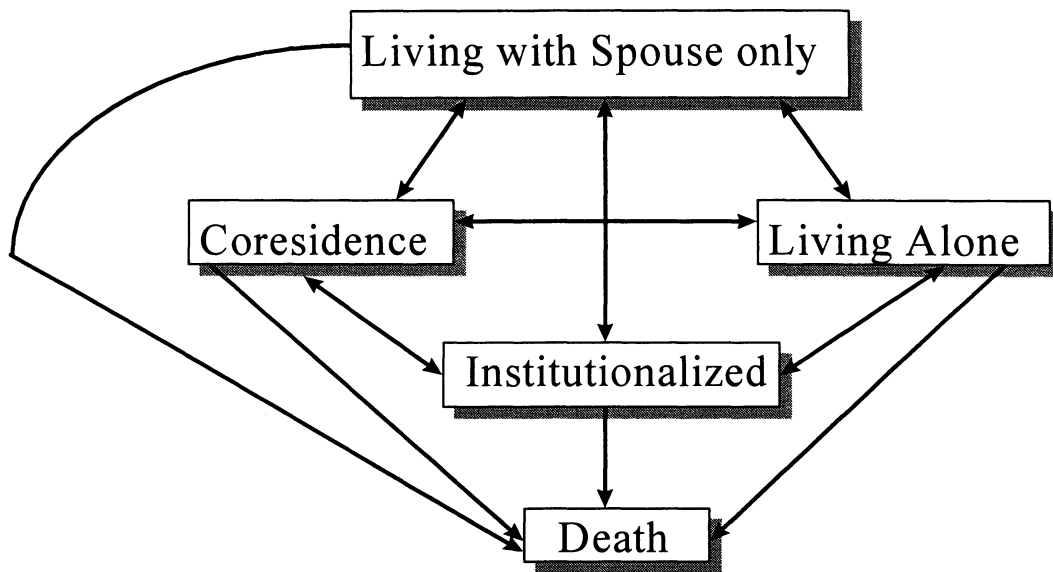 Living with Spouse only
Coresidence
Living Alone
Institutionalized
Death